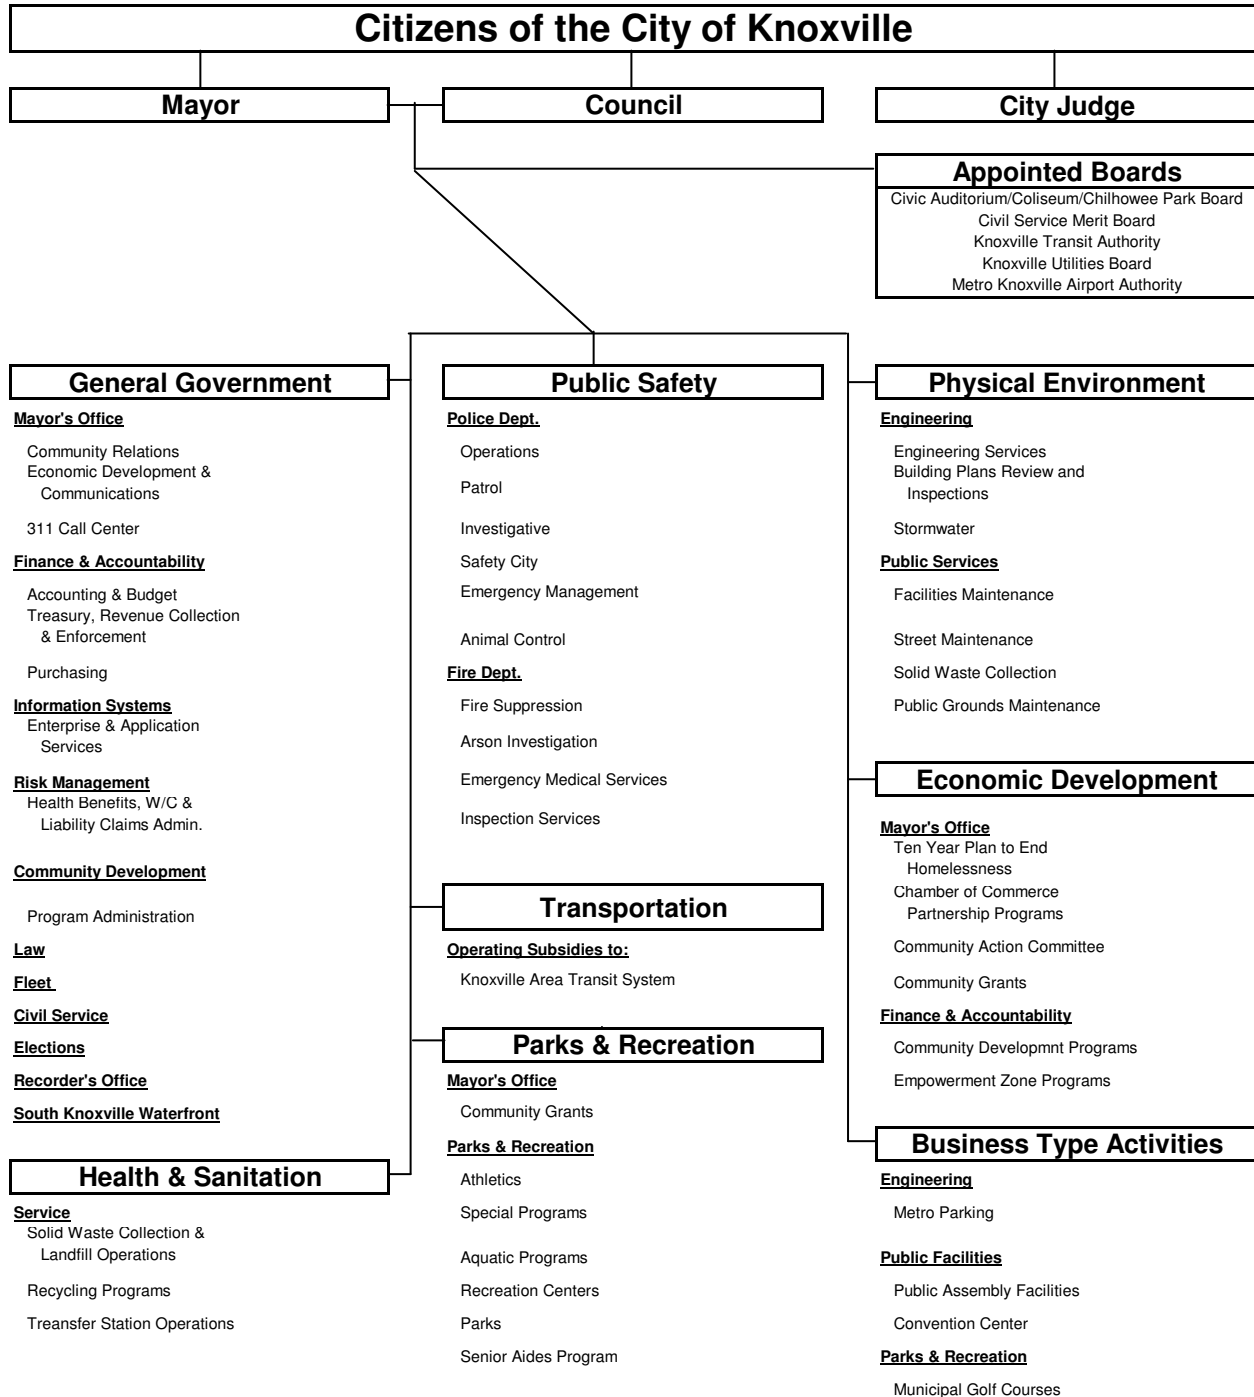 Citizens of the City of Knoxville
Mayor
Council
City Judge
Appointed Boards
Civic Auditorium/Coliseum/Chilhowee Park Board
Civil Service Merit Board
Knoxville Transit Authority
Knoxville Utilities Board
Metro Knoxville Airport Authority
General Government
Mayor's Office
Community Relations
Economic Development &
Communications
311 Call Center
Finance & Accountability
Accounting & Budget
Treasury, Revenue Collection
& Enforcement
Purchasing
Information Systems
Enterprise & Application
Services
Risk Management
Health Benefits, W/C &
Liability Claims Admin.
Community Development
Program Administration
Law
Fleet
Civil Service
Elections
Recorder's Office
South Knoxville Waterfront
Health & Sanitation
Service
Solid Waste Collection &
Landfill Operations
Recycling Programs
Treansfer Station Operations
Public Safety
Police Dept.
Operations
Patrol
Investigative
Safety City
Emergency Management
Animal Control
Fire Dept.
Fire Suppression
Arson Investigation
Emergency Medical Services
Inspection Services
Transportation
Operating Subsidies to:
Knoxville Area Transit System
Parks & Recreation
Mayor's Office
Community Grants
Parks & Recreation
Athletics
Special Programs
Aquatic Programs
Recreation Centers
Parks
Senior Aides Program
Physical Environment
Engineering
Engineering Services
Building Plans Review and
Inspections
Stormwater
Public Services
Facilities Maintenance
Street Maintenance
Solid Waste Collection
Public Grounds Maintenance
Economic Development
Mayor's Office
Ten Year Plan to End
Homelessness
Chamber of Commerce
Partnership Programs
Community Action Committee
Community Grants
Finance & Accountability
Community Developmnt Programs
Empowerment Zone Programs
Business Type Activities
Engineering
Metro Parking
Public Facilities
Public Assembly Facilities
Convention Center
Parks & Recreation
Municipal Golf Courses